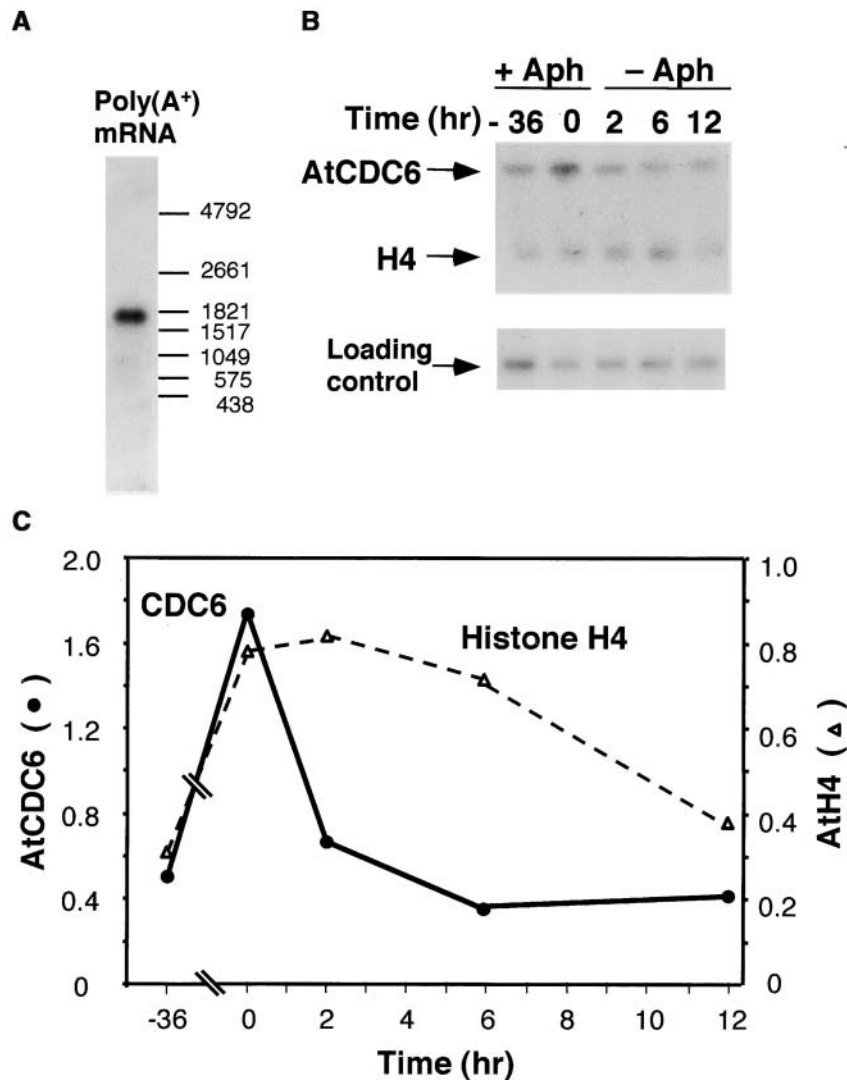 A
Poly(A+)
mRNA
4792
2661
1821
1517
1049
575
438
B
+ Aph – Aph
Time (hr) - 36 0 2 6 12
AtCDC6
H4
Loading
control
C
CDC6
Histone H4
2.0
1.6
1.2
0.8
0.4
0
AtCDC6 (●)
1.0
0.8
0.6
0.4
0.2
0
AtH4 (△)
-36 0 2 4 6 8 10 12
Time (hr)